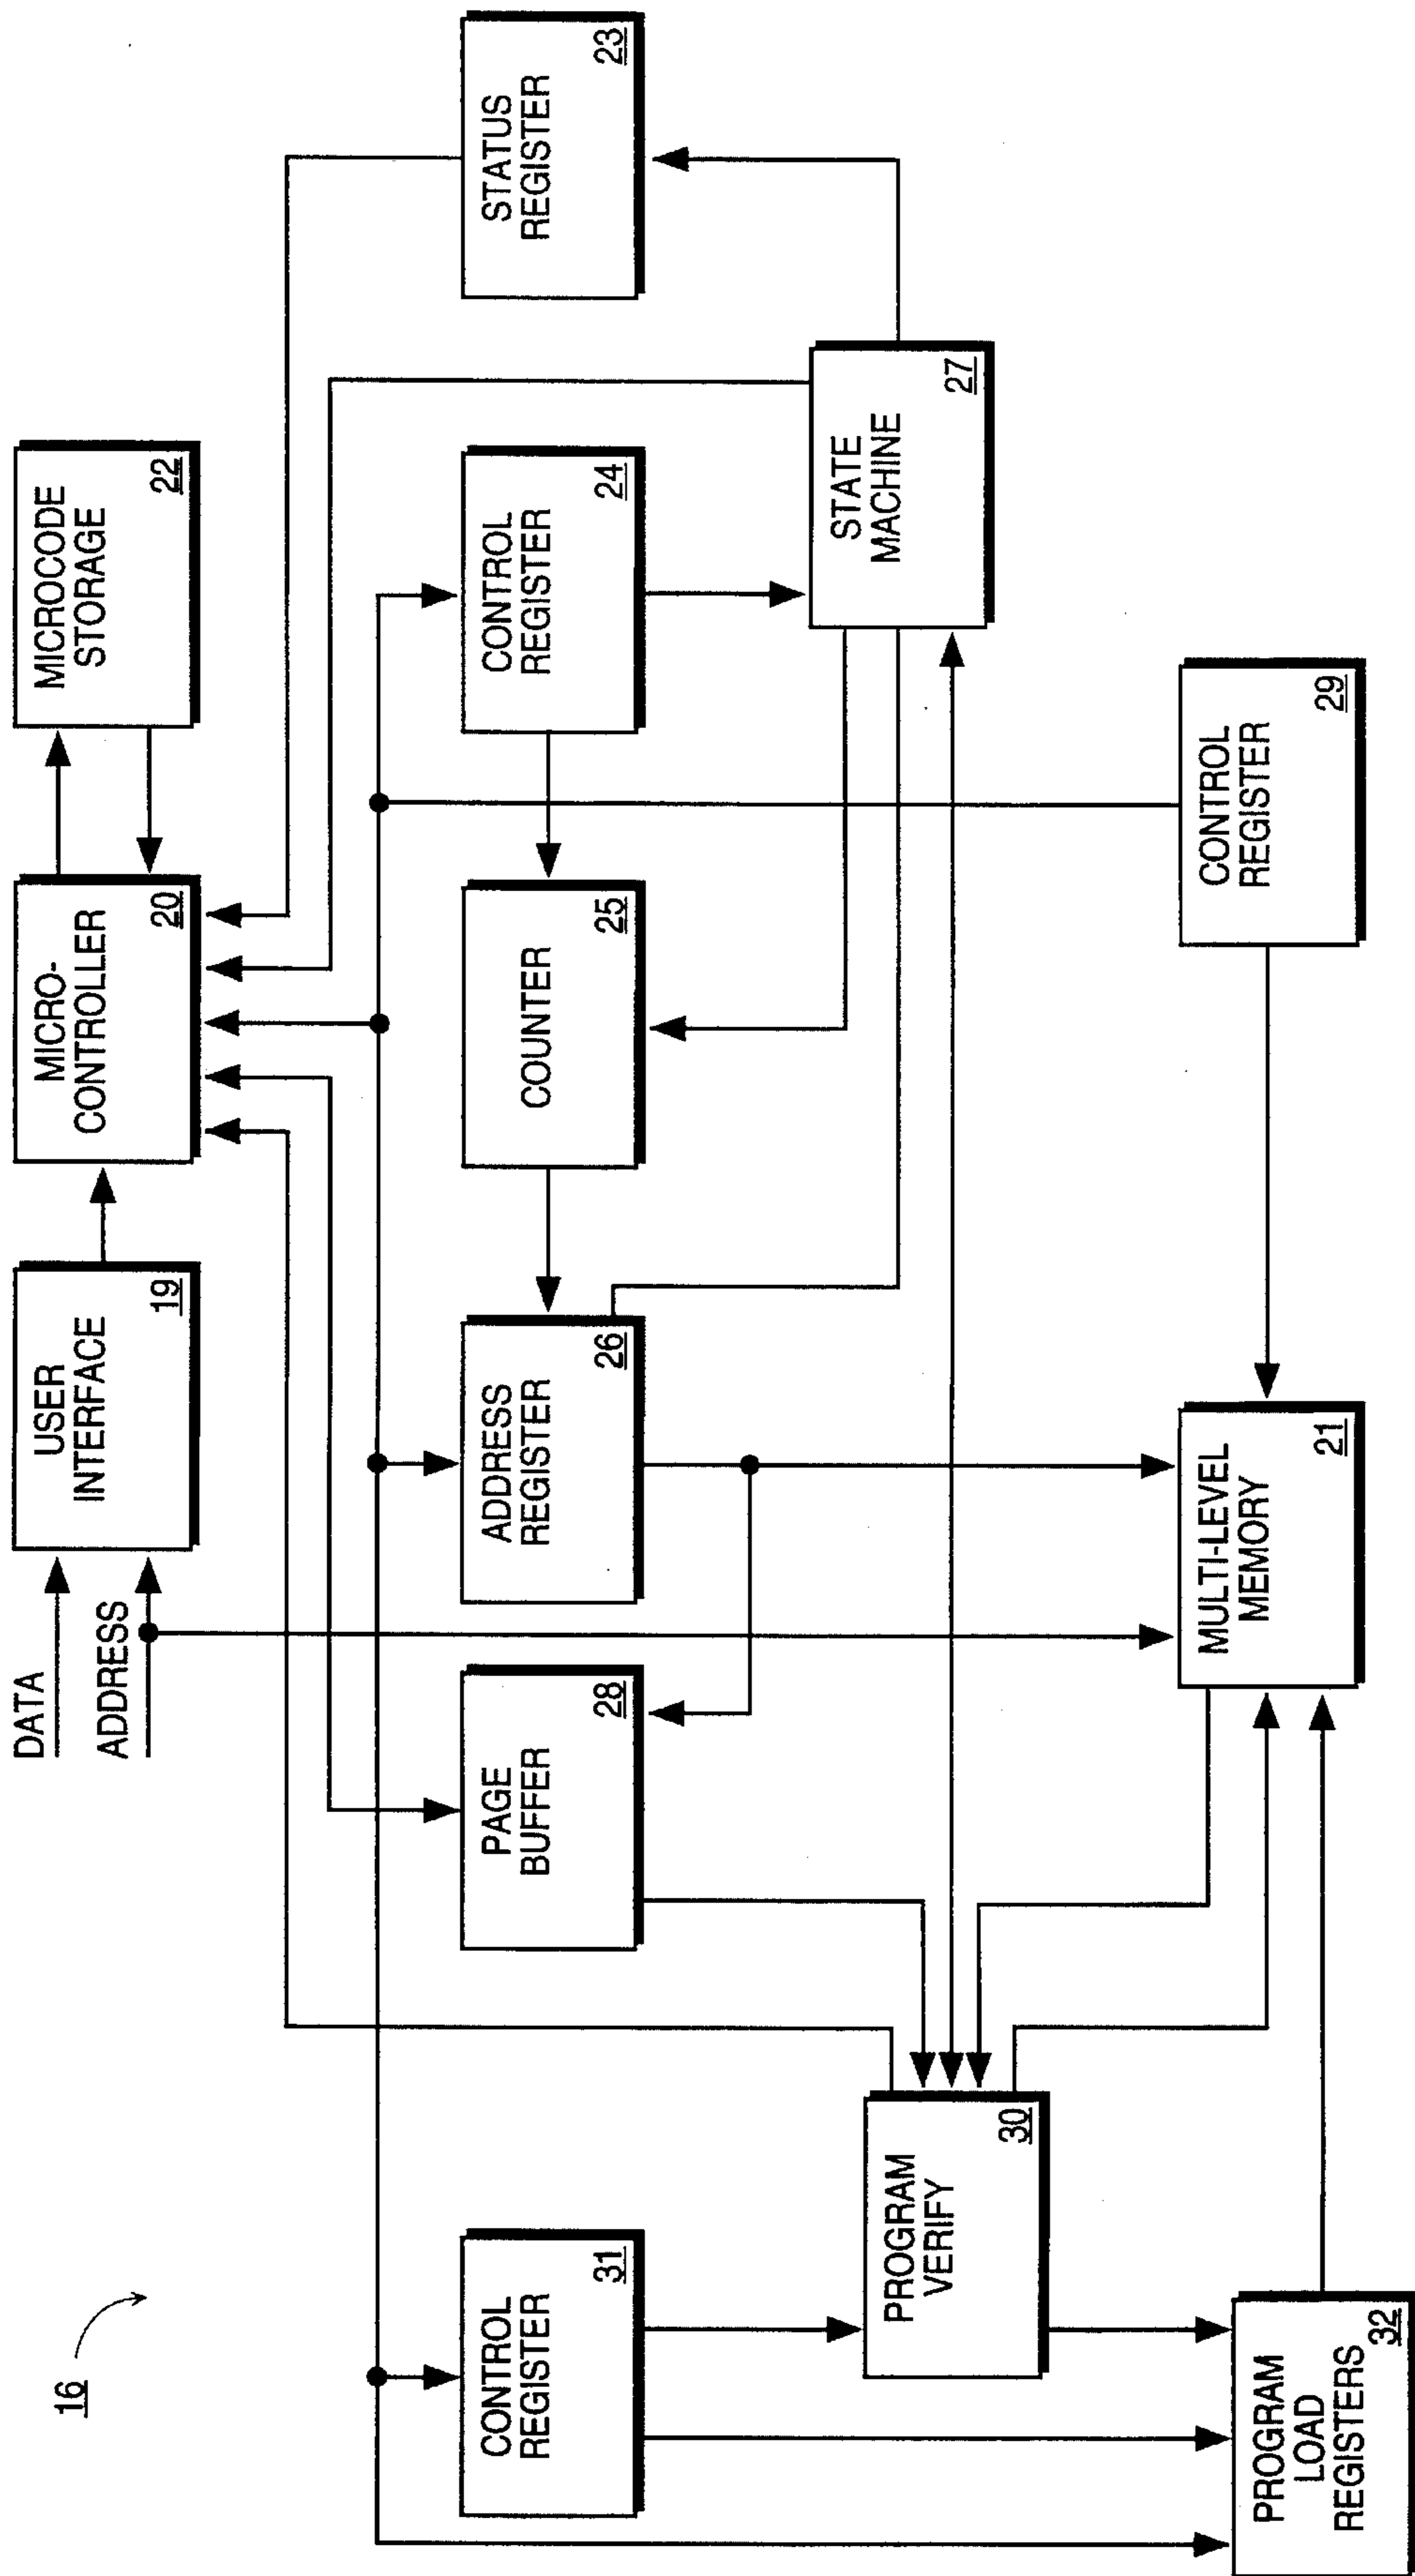 16
DATA
ADDRESS
USER
INTERFACE
19
MICRO-
CONTROLLER
20
MICROCODE
STORAGE
22
CONTROL
REGISTER
31
PAGE
BUFFER
28
ADDRESS
REGISTER
26
COUNTER
25
CONTROL
REGISTER
24
STATUS
REGISTER
23
PROGRAM
VERIFY
30
STATE
MACHINE
27
PROGRAM
LOAD
REGISTERS
32
MULTI-LEVEL
MEMORY
21
CONTROL
REGISTER
29